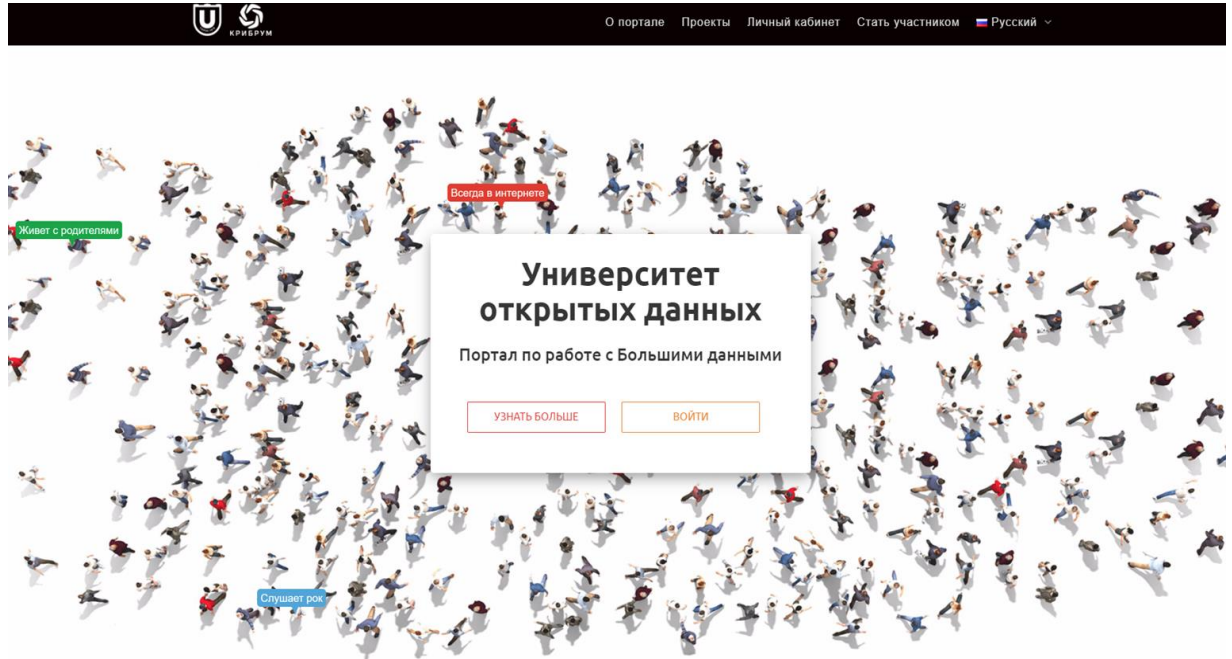 U КРИБРУМ
О портале Проекты Личный кабинет Стать участником Русский
Всегда в интернете
Живет с родителями
Университет
открытых данных
Портал по работе с Большими данными
УЗНАТЬ БОЛЬШЕ ВОЙТИ
Слушает рок